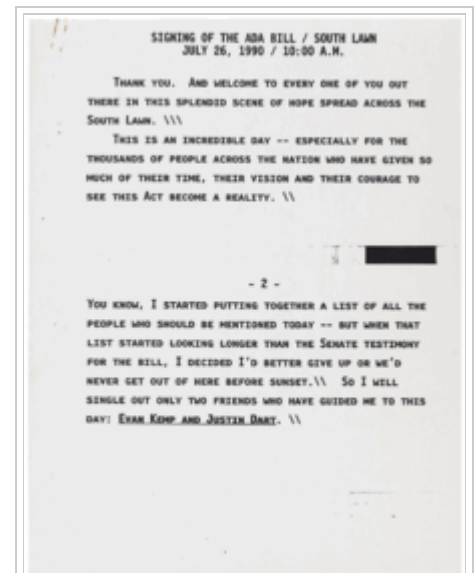 SIGNING OF THE ADA BILL / SOUTH LAWN
JULY 26, 1990 / 10:00 A.M.
THANK YOU. AND WELCOME TO EVERY ONE OF YOU OUT
THERE IN THIS SPLENDID SCENE OF HOPE SPREAD ACROSS THE
SOUTH LAWN. \\\
THIS IS AN INCREDIBLE DAY -- ESPECIALLY FOR THE
THOUSANDS OF PEOPLE ACROSS THE NATION WHO HAVE GIVEN SO
MUCH OF THEIR TIME, THEIR VISION AND THEIR COURAGE TO
SEE THIS ACT BECOME A REALITY. \\
- 2 -
YOU KNOW, I STARTED PUTTING TOGETHER A LIST OF ALL THE
PEOPLE WHO SHOULD BE MENTIONED TODAY -- BUT WHEN THAT
LIST STARTED LOOKING LONGER THAN THE SENATE TESTIMONY
FOR THE BILL, I DECIDED I'D BETTER GIVE UP OR WE'D
NEVER GET OUT OF HERE BEFORE SUNSET.\\ SO I WILL
SINGLE OUT ONLY TWO FRIENDS WHO HAVE GUIDED ME TO THIS
DAY: EVAN KEMP AND JUSTIN DART. \\